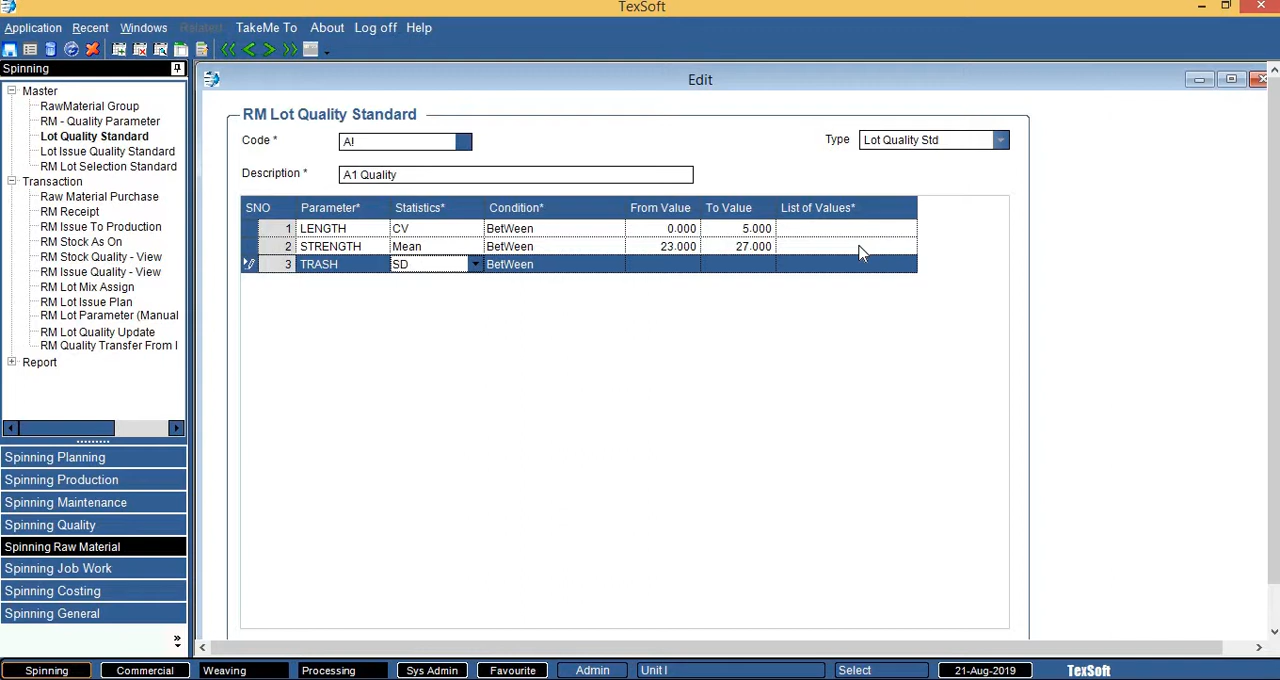 TexSoft
Application Recent Windows Related TakeMe To About Log off Help
Spinning
Master
RawMaterial Group
RM - Quality Parameter
Lot Quality Standard
Lot Issue Quality Standard
RM Lot Selection Standard
Transaction
Raw Material Purchase
RM Receipt
RM Issue To Production
RM Stock As On
RM Stock Quality - View
RM Issue Quality - View
RM Lot Mix Assign
RM Lot Issue Plan
RM Lot Parameter (Manual
RM Lot Quality Update
RM Quality Transfer From I
Report
Spinning Planning
Spinning Production
Spinning Maintenance
Spinning Quality
Spinning Raw Material
Spinning Job Work
Spinning Costing
Spinning General
Edit
RM Lot Quality Standard
Code * A! Type Lot Quality Std
Description * A1 Quality
SNO Parameter* Statistics* Condition* From Value To Value List of Values*
1 LENGTH CV BetWeen 0.000 5.000
2 STRENGTH Mean BetWeen 23.000 27.000
3 TRASH SD BetWeen
Spinning Commercial Weaving Processing Sys Admin Favourite Admin Unit I Select 21-Aug-2019 TexSoft